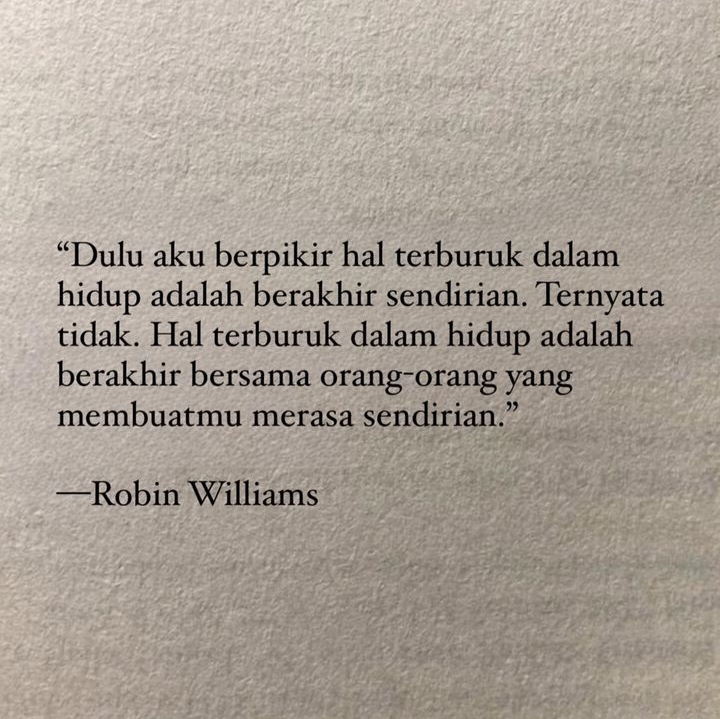 “Dulu aku berpikir hal terburuk dalam
hidup adalah berakhir sendirian. Ternyata
tidak. Hal terburuk dalam hidup adalah
berakhir bersama orang-orang yang
membuatmu merasa sendirian.”
—Robin Williams